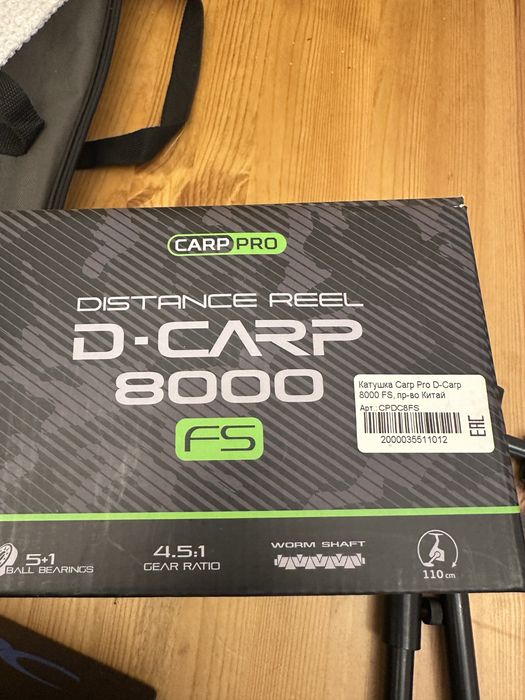 CARP PRO
DISTANCE REEL
D-CARP
8000
FS
Катушка Carp Pro D-Carp
8000 FS, пр-во Китай
Арт.: CPDC8FS
2000035511012
EAC
5+1
BALL BEARINGS
4.5:1
GEAR RATIO
WORM SHAFT
110 cm